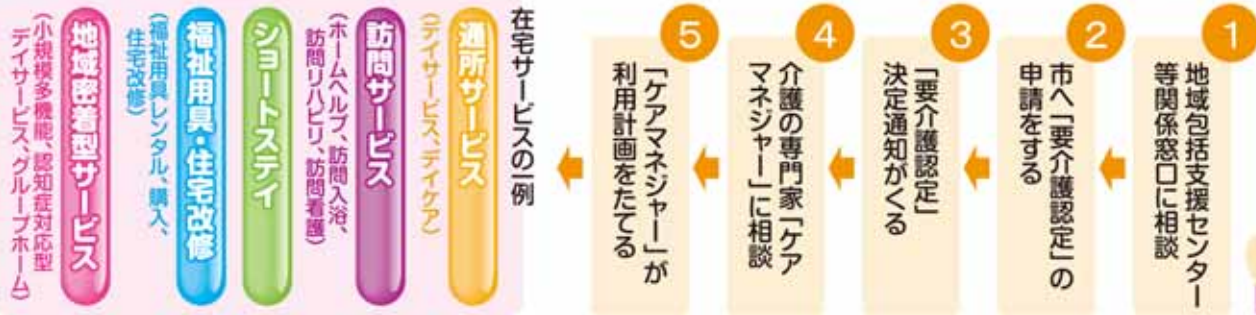 1
地域包括支援センター
等関係窓口に相談
2
市へ「要介護認定」の
申請をする
3
「要介護認定」
決定通知がくる
4
介護の専門家「ケア
マネジャー」に相談
5
「ケアマネジャー」が
利用計画をたてる
在宅サービスの一例
通所サービス
(デイサービス、デイケア)
訪問サービス
(ホームヘルプ、訪問入浴、
訪問リハビリ、訪問看護)
ショートステイ
福祉用具・住宅改修
(福祉用具レンタル、購入、
住宅改修)
地域密着型サービス
(小規模多機能、認知症対応型
デイサービス、グループホーム)